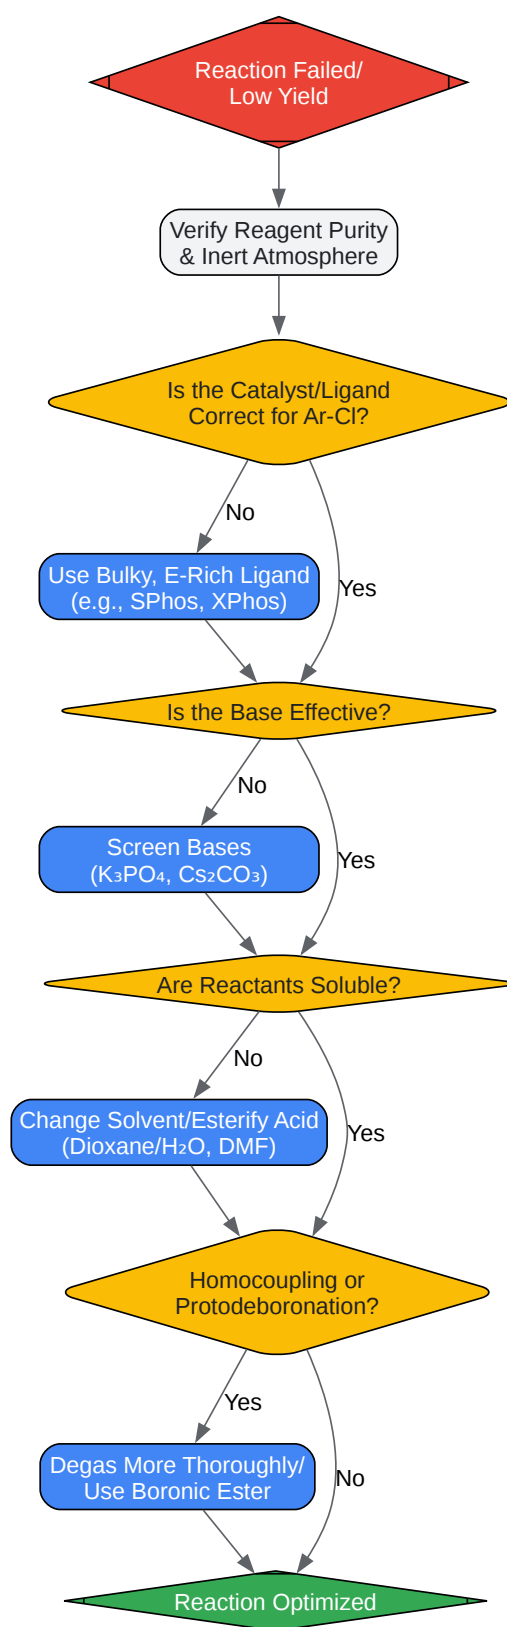 Reaction Failed/
Low Yield
Verify Reagent Purity
& Inert Atmosphere
Is the Catalyst/Ligand
Correct for Ar-Cl?
No
Use Bulky, E-Rich Ligand
(e.g., SPhos, XPhos)
Yes
Is the Base Effective?
No
Screen Bases
(K₃PO₄, Cs₂CO₃)
Yes
Are Reactants Soluble?
No
Change Solvent/Esterify Acid
(Dioxane/H₂O, DMF)
Yes
Homocoupling or
Protodeboronation?
Yes
Degas More Thoroughly/
Use Boronic Ester
No
Reaction Optimized